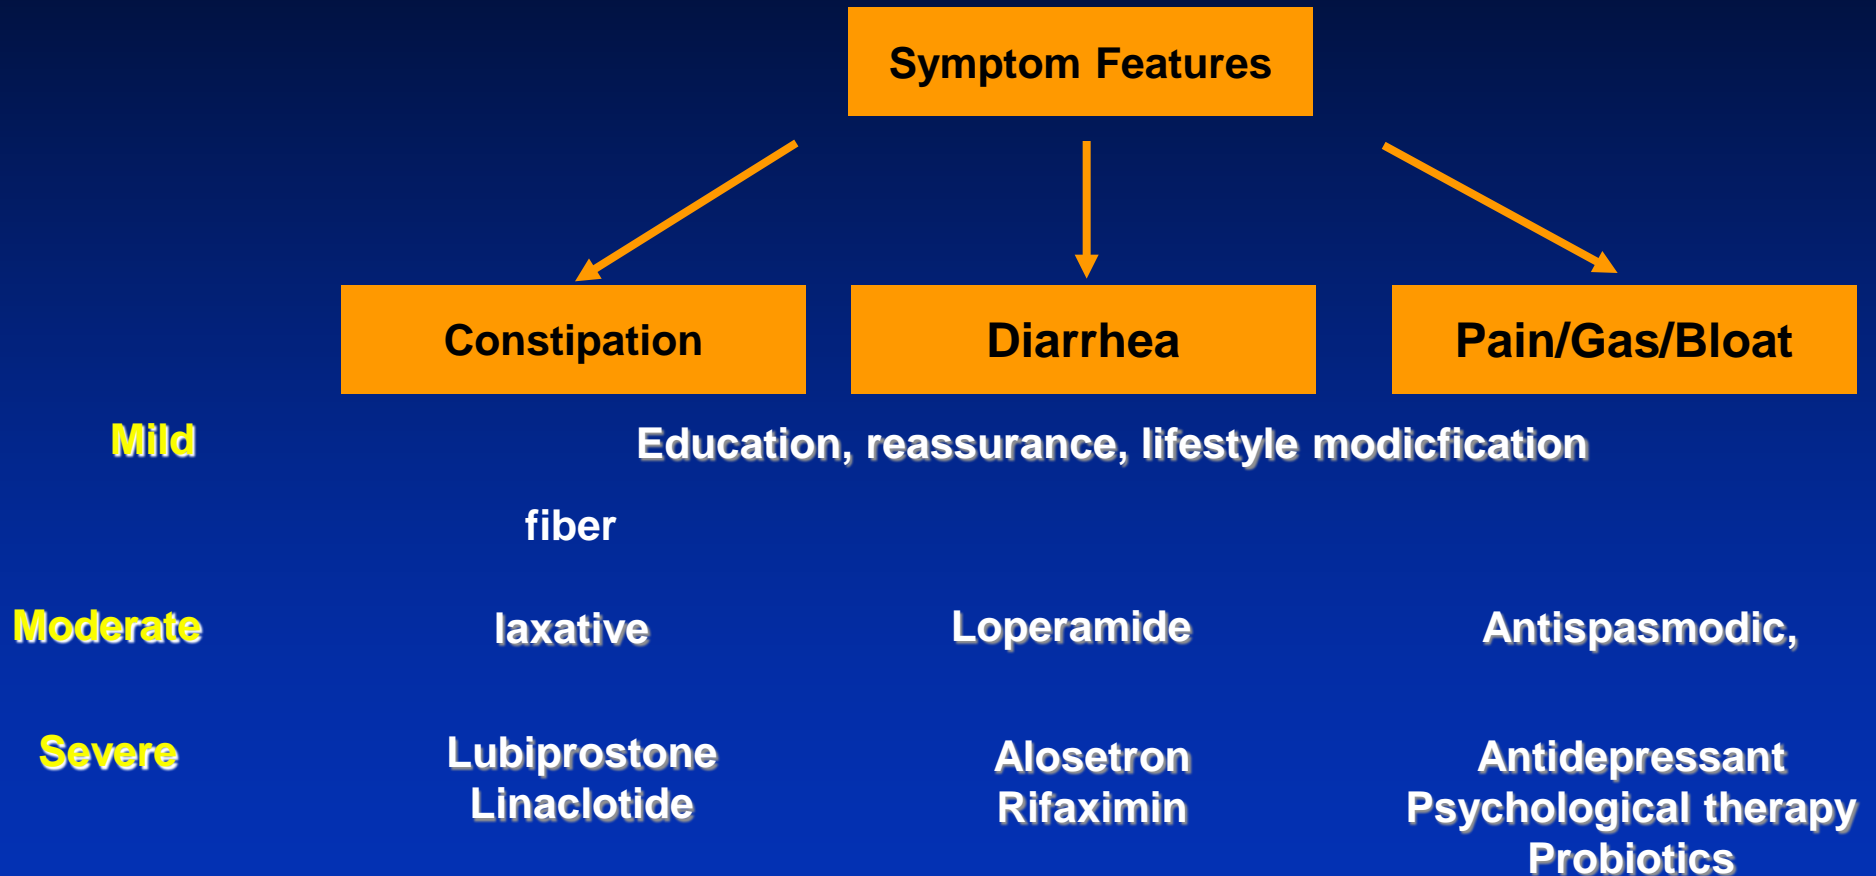 Symptom Features
Constipation
Diarrhea
Pain/Gas/Bloat
Mild
Education, reassurance, lifestyle modicfication
fiber
Moderate
laxative
Loperamide
Antispasmodic,
Severe
Lubiprostone
Linaclotide
Alosetron
Rifaximin
Antidepressant
Psychological therapy
Probiotics